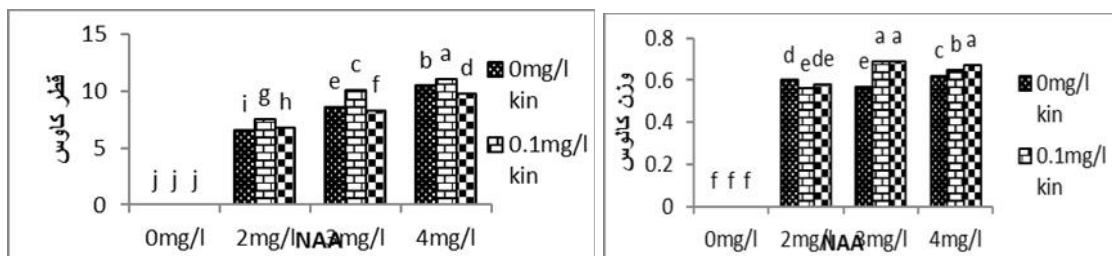 قطر کاوس
15
10
5
0
j j j
i g h
e c f
b a d
0mg/l 2mg/l 3mg/l 4mg/l
NAA
0mg/l
kin
0.1mg/l
kin
وزن کالوس
0.8
0.6
0.4
0.2
0
f f f
d e de
e a a
c b a
0mg/l 2mg/l 3mg/l 4mg/l
NAA
0mg/l
kin
0.1mg/l
kin